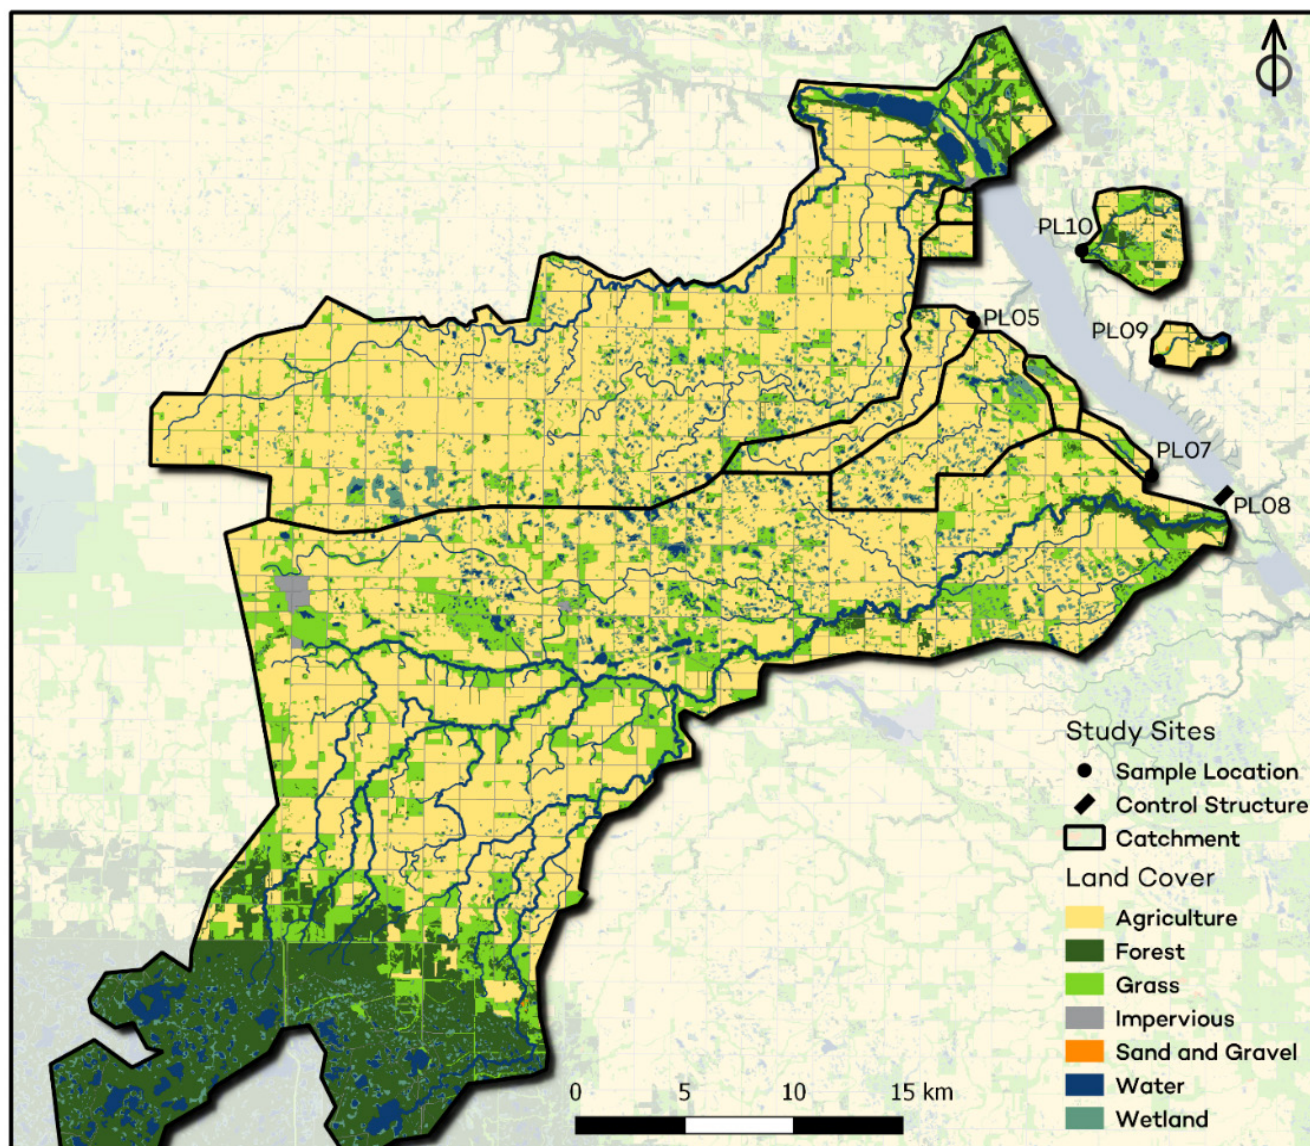 PL10
PL05
PL09
PL07
PL08
Study Sites
Sample Location
Control Structure
Catchment
Land Cover
Agriculture
Forest
Grass
Impervious
Sand and Gravel
Water
Wetland
0 5 10 15 km